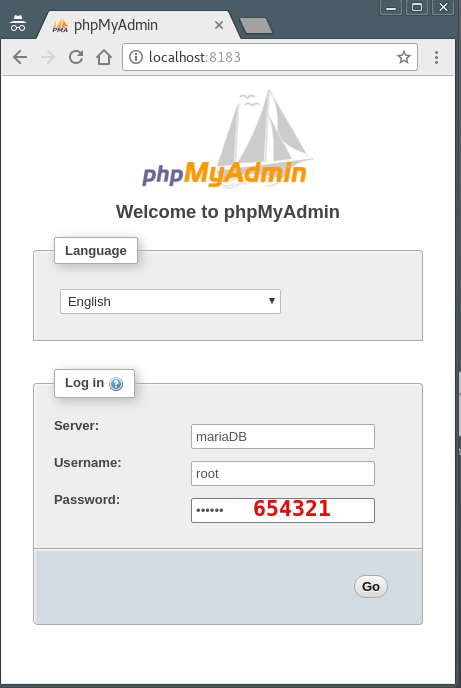 phpMyAdmin
localhost:8183
phpMyAdmin
Welcome to phpMyAdmin
Language
English
Log in
Server:
mariaDB
Username:
root
Password:
•••••• 654321
Go